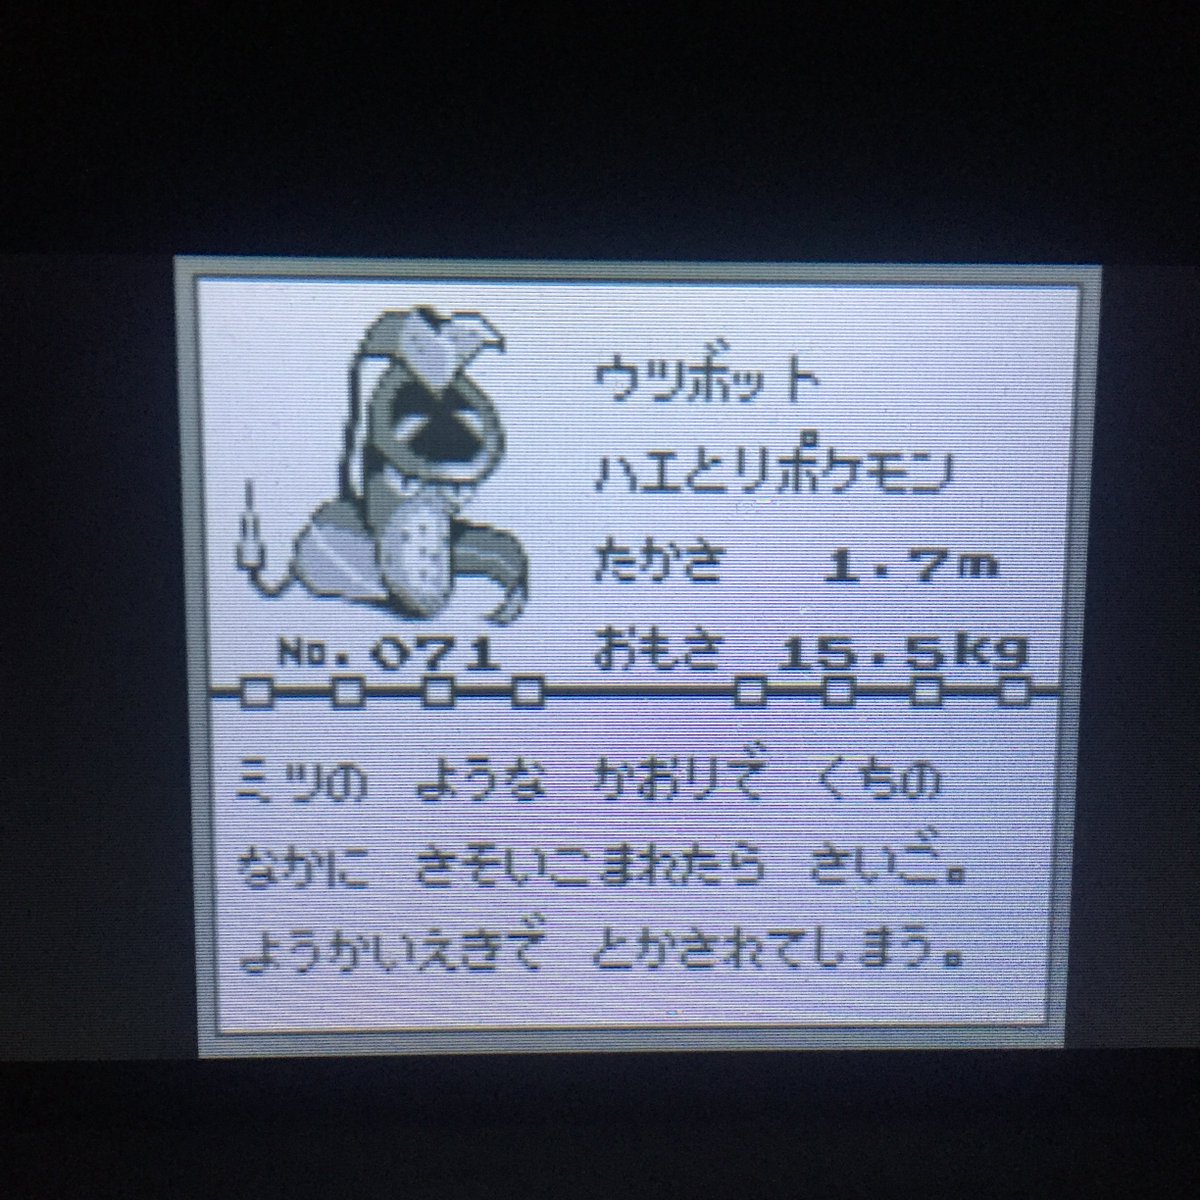 ウツボット
ハエとりポケモン
たかさ 1.7m
No.071
おもさ 15.5kg
ミツの ような かおりで くちの
なかに さそいこまれたら さいご。
ようかいえきで とかされてしまう。